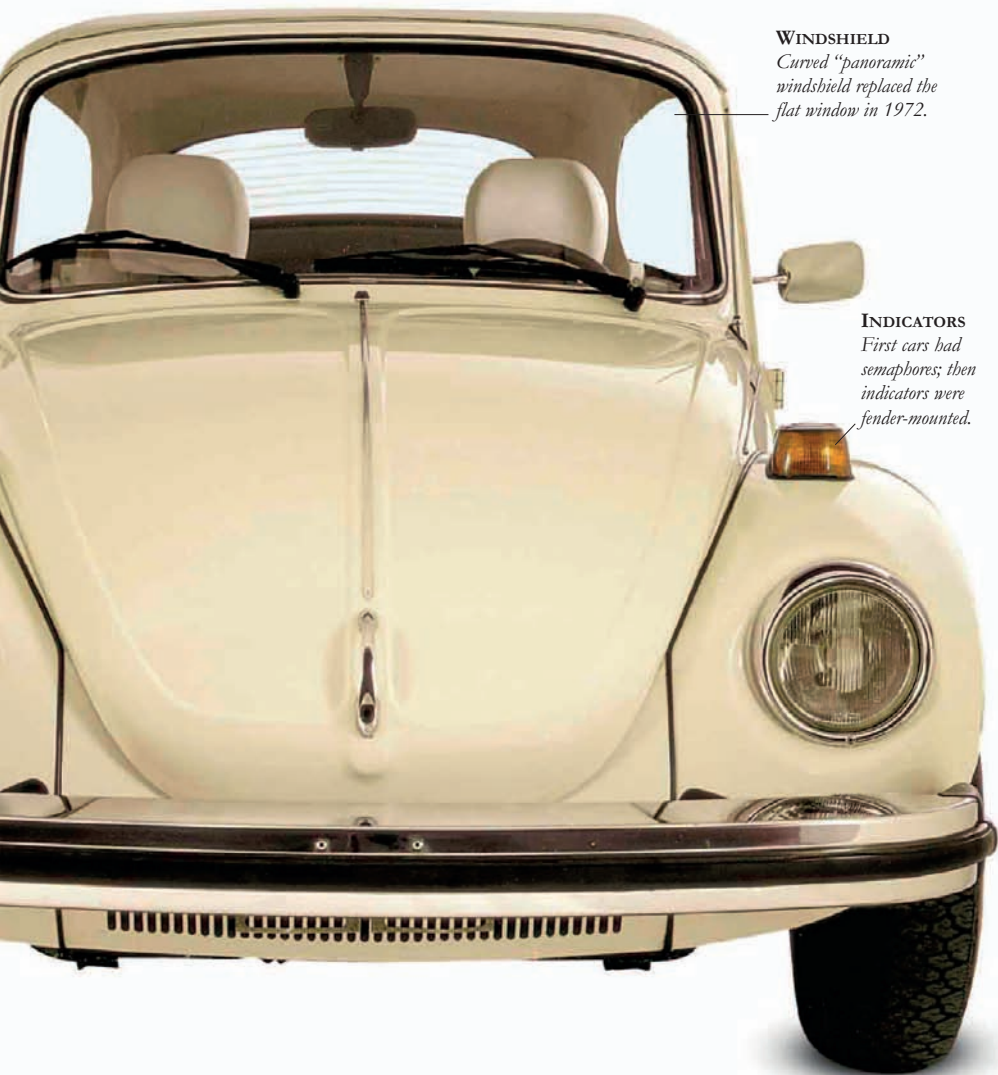 WINDSHIELD
Curved “panoramic”
windshield replaced the
flat window in 1972.
INDICATORS
First cars had
semaphores; then
indicators were
fender-mounted.